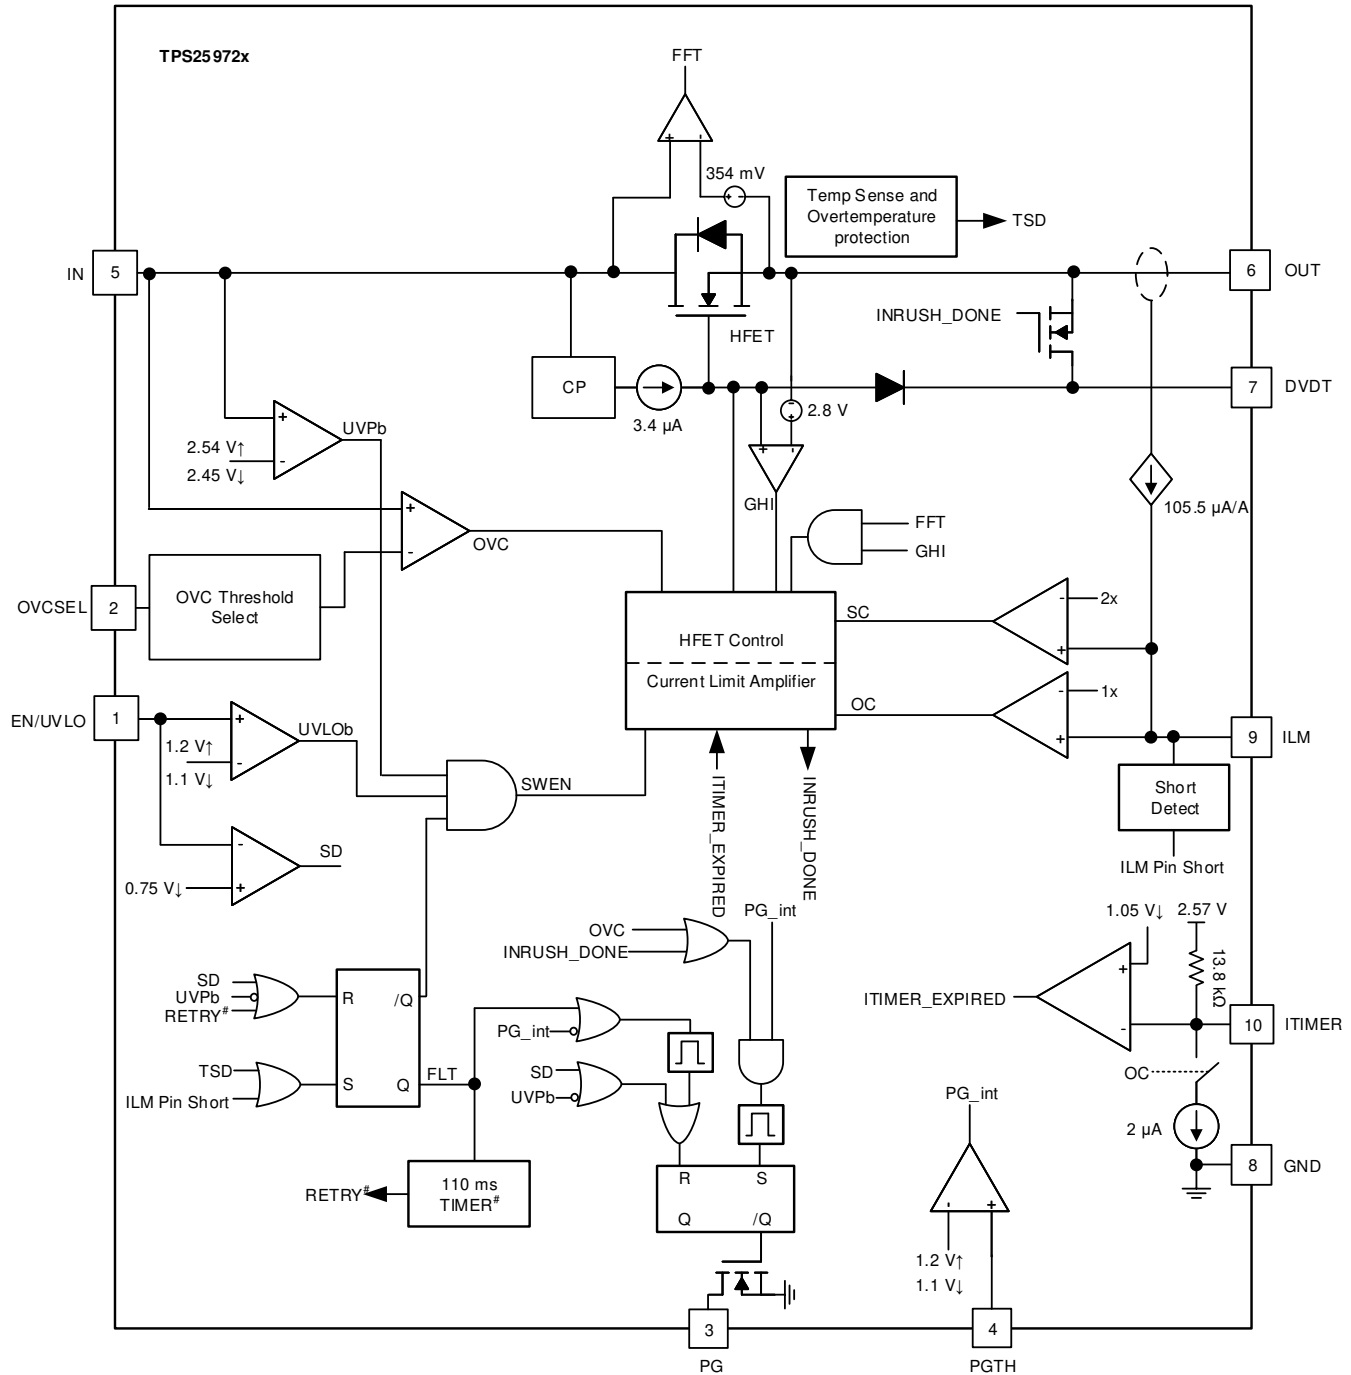 TPS25972x
FFT
354 mV
Temp Sense and
Overtemperature
protection
TSD
IN
5
6
OUT
INRUSH_DONE
HFET
CP
3.4 µA
7
DVDT
2.8 V
+
-
UVPb
2.54 V↑
2.45 V↓
GHI
105.5 µA/A
OVC
FFT
GHI
OVCSEL
2
OVC Threshold
Select
SC
2x
HFET Control
Current Limit Amplifier
OC
1x
EN/UVLO
1
UVLOb
1.2 V↑
1.1 V↓
9
ILM
SWEN
Short
Detect
ILM Pin Short
ITIMER_EXPIRED
INRUSH_DONE
SD
0.75 V↓
PG_int
1.05 V↓
2.57 V
13.8 kΩ
OVC
INRUSH_DONE
SD
UVPb
RETRY#
R
/Q
ITIMER_EXPIRED
10
ITIMER
PG_int
TSD
ILM Pin Short
S
Q
FLT
SD
UVPb
OC
PG_int
2 µA
8
GND
RETRY#
110 ms
TIMER#
R
S
Q
/Q
1.2 V↑
1.1 V↓
3
PG
4
PGTH